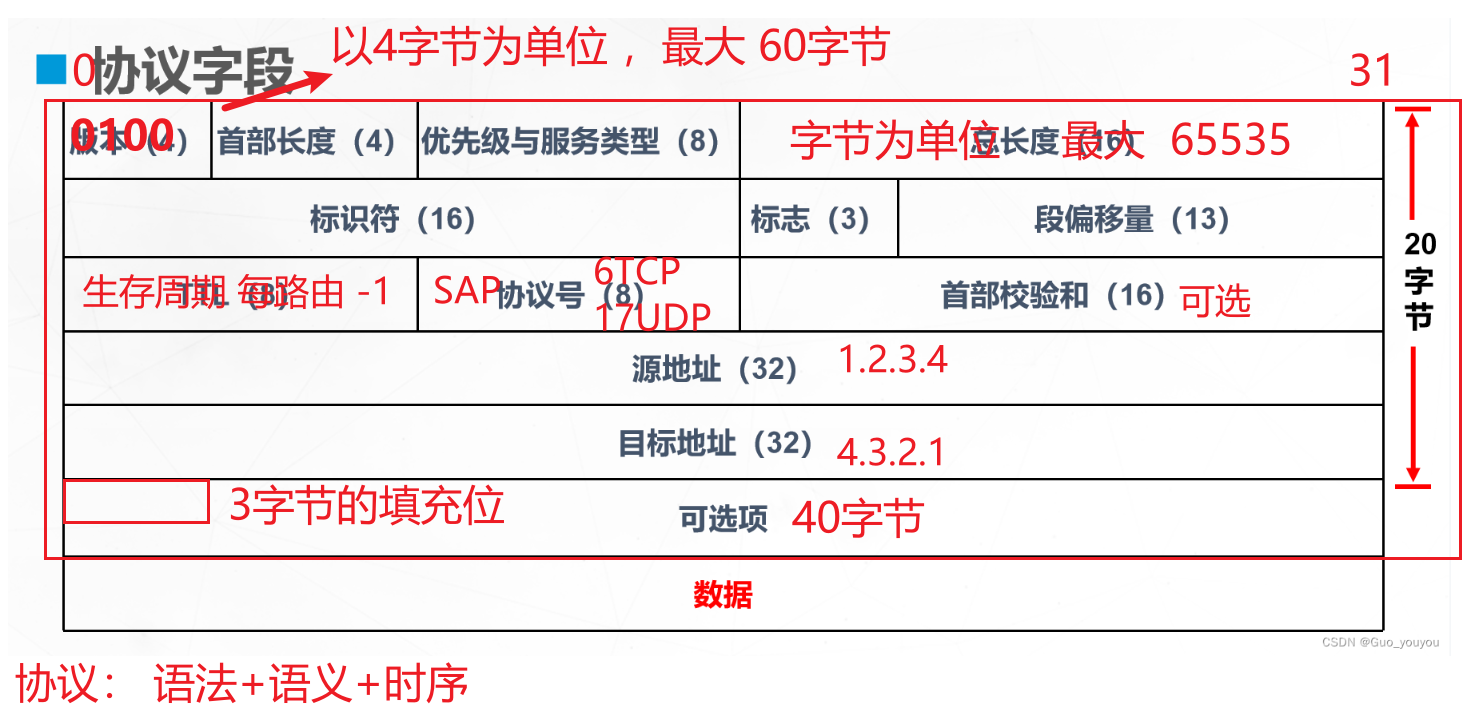 以4字节为单位 ，最大 60字节
0 协议字段 31
0100 版本（4） 首部长度（4） 优先级与服务类型（8） 字节为单位 最大 65535 总长度（16）
标识符（16） 标志（3） 段偏移量（13）
生存周期 每路由 -1 TTL（8） SAP 协议号（8） 6TCP 17UDP 首部校验和（16） 可选
20字节
源地址（32） 1.2.3.4
目标地址（32） 4.3.2.1
3字节的填充位 可选项 40字节
数据
CSDN @Guo_youyou
协议： 语法+语义+时序